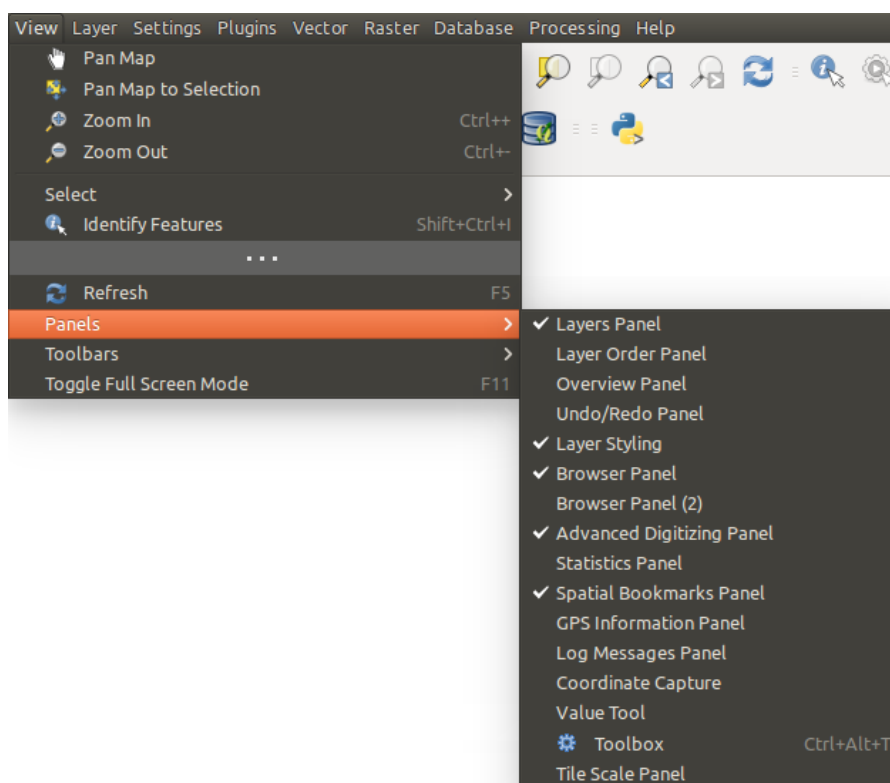 View Layer Settings Plugins Vector Raster Database Processing Help
Pan Map
Pan Map to Selection
Zoom In Ctrl++
Zoom Out Ctrl+-
Select
Identify Features Shift+Ctrl+I
...
Refresh F5
Panels
Toolbars
Toggle Full Screen Mode F11
Layers Panel
Layer Order Panel
Overview Panel
Undo/Redo Panel
Layer Styling
Browser Panel
Browser Panel (2)
Advanced Digitizing Panel
Statistics Panel
Spatial Bookmarks Panel
GPS Information Panel
Log Messages Panel
Coordinate Capture
Value Tool
Toolbox Ctrl+Alt+T
Tile Scale Panel